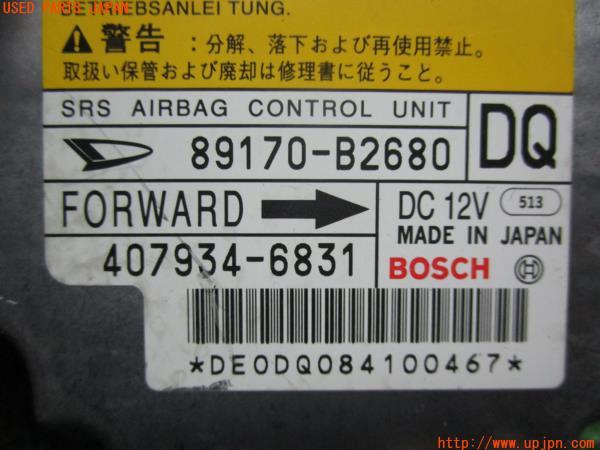 USED PARTS JAPAN
BETRIEBSANLEITUNG.
警告：分解、落下および再使用禁止。
取扱い保管および廃却は修理書に従うこと。
SRS AIRBAG CONTROL UNIT
DQ
89170-B2680
FORWARD
DC 12V 513
MADE IN JAPAN
407934-6831
BOSCH
*DE0DQ084100467*
http://www.upjpn.com/